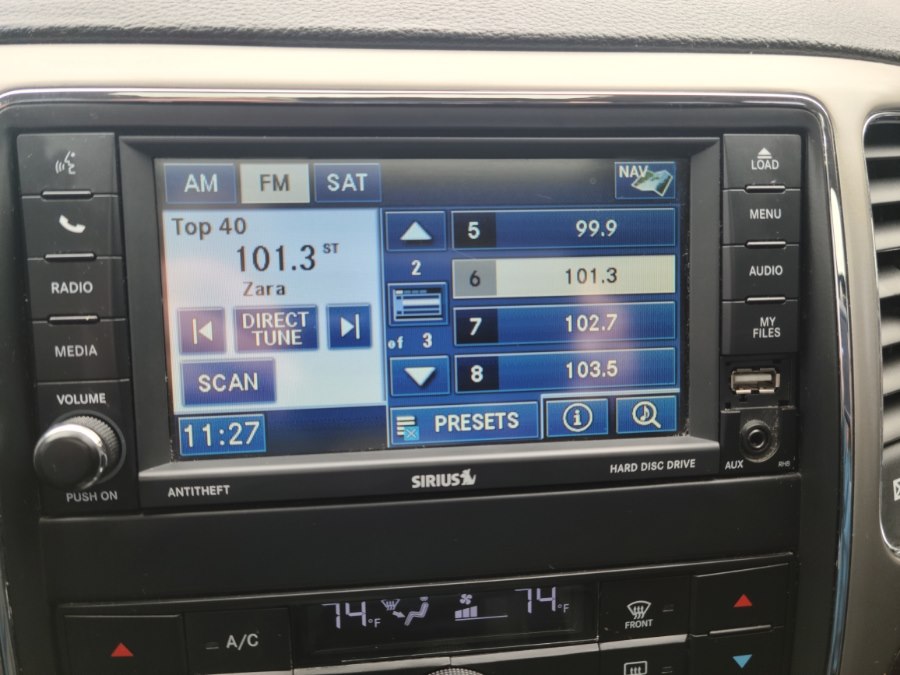 AM FM SAT NAV
Top 40
101.3 ST
Zara
DIRECT
TUNE
SCAN
11:27
2
of 3
5 99.9
6 101.3
7 102.7
8 103.5
PRESETS
RADIO
MEDIA
VOLUME
PUSH ON
LOAD
MENU
AUDIO
MY
FILES
AUX RHB
ANTITHEFT
SIRIUS
HARD DISC DRIVE
A/C
74°F
74°F
FRONT